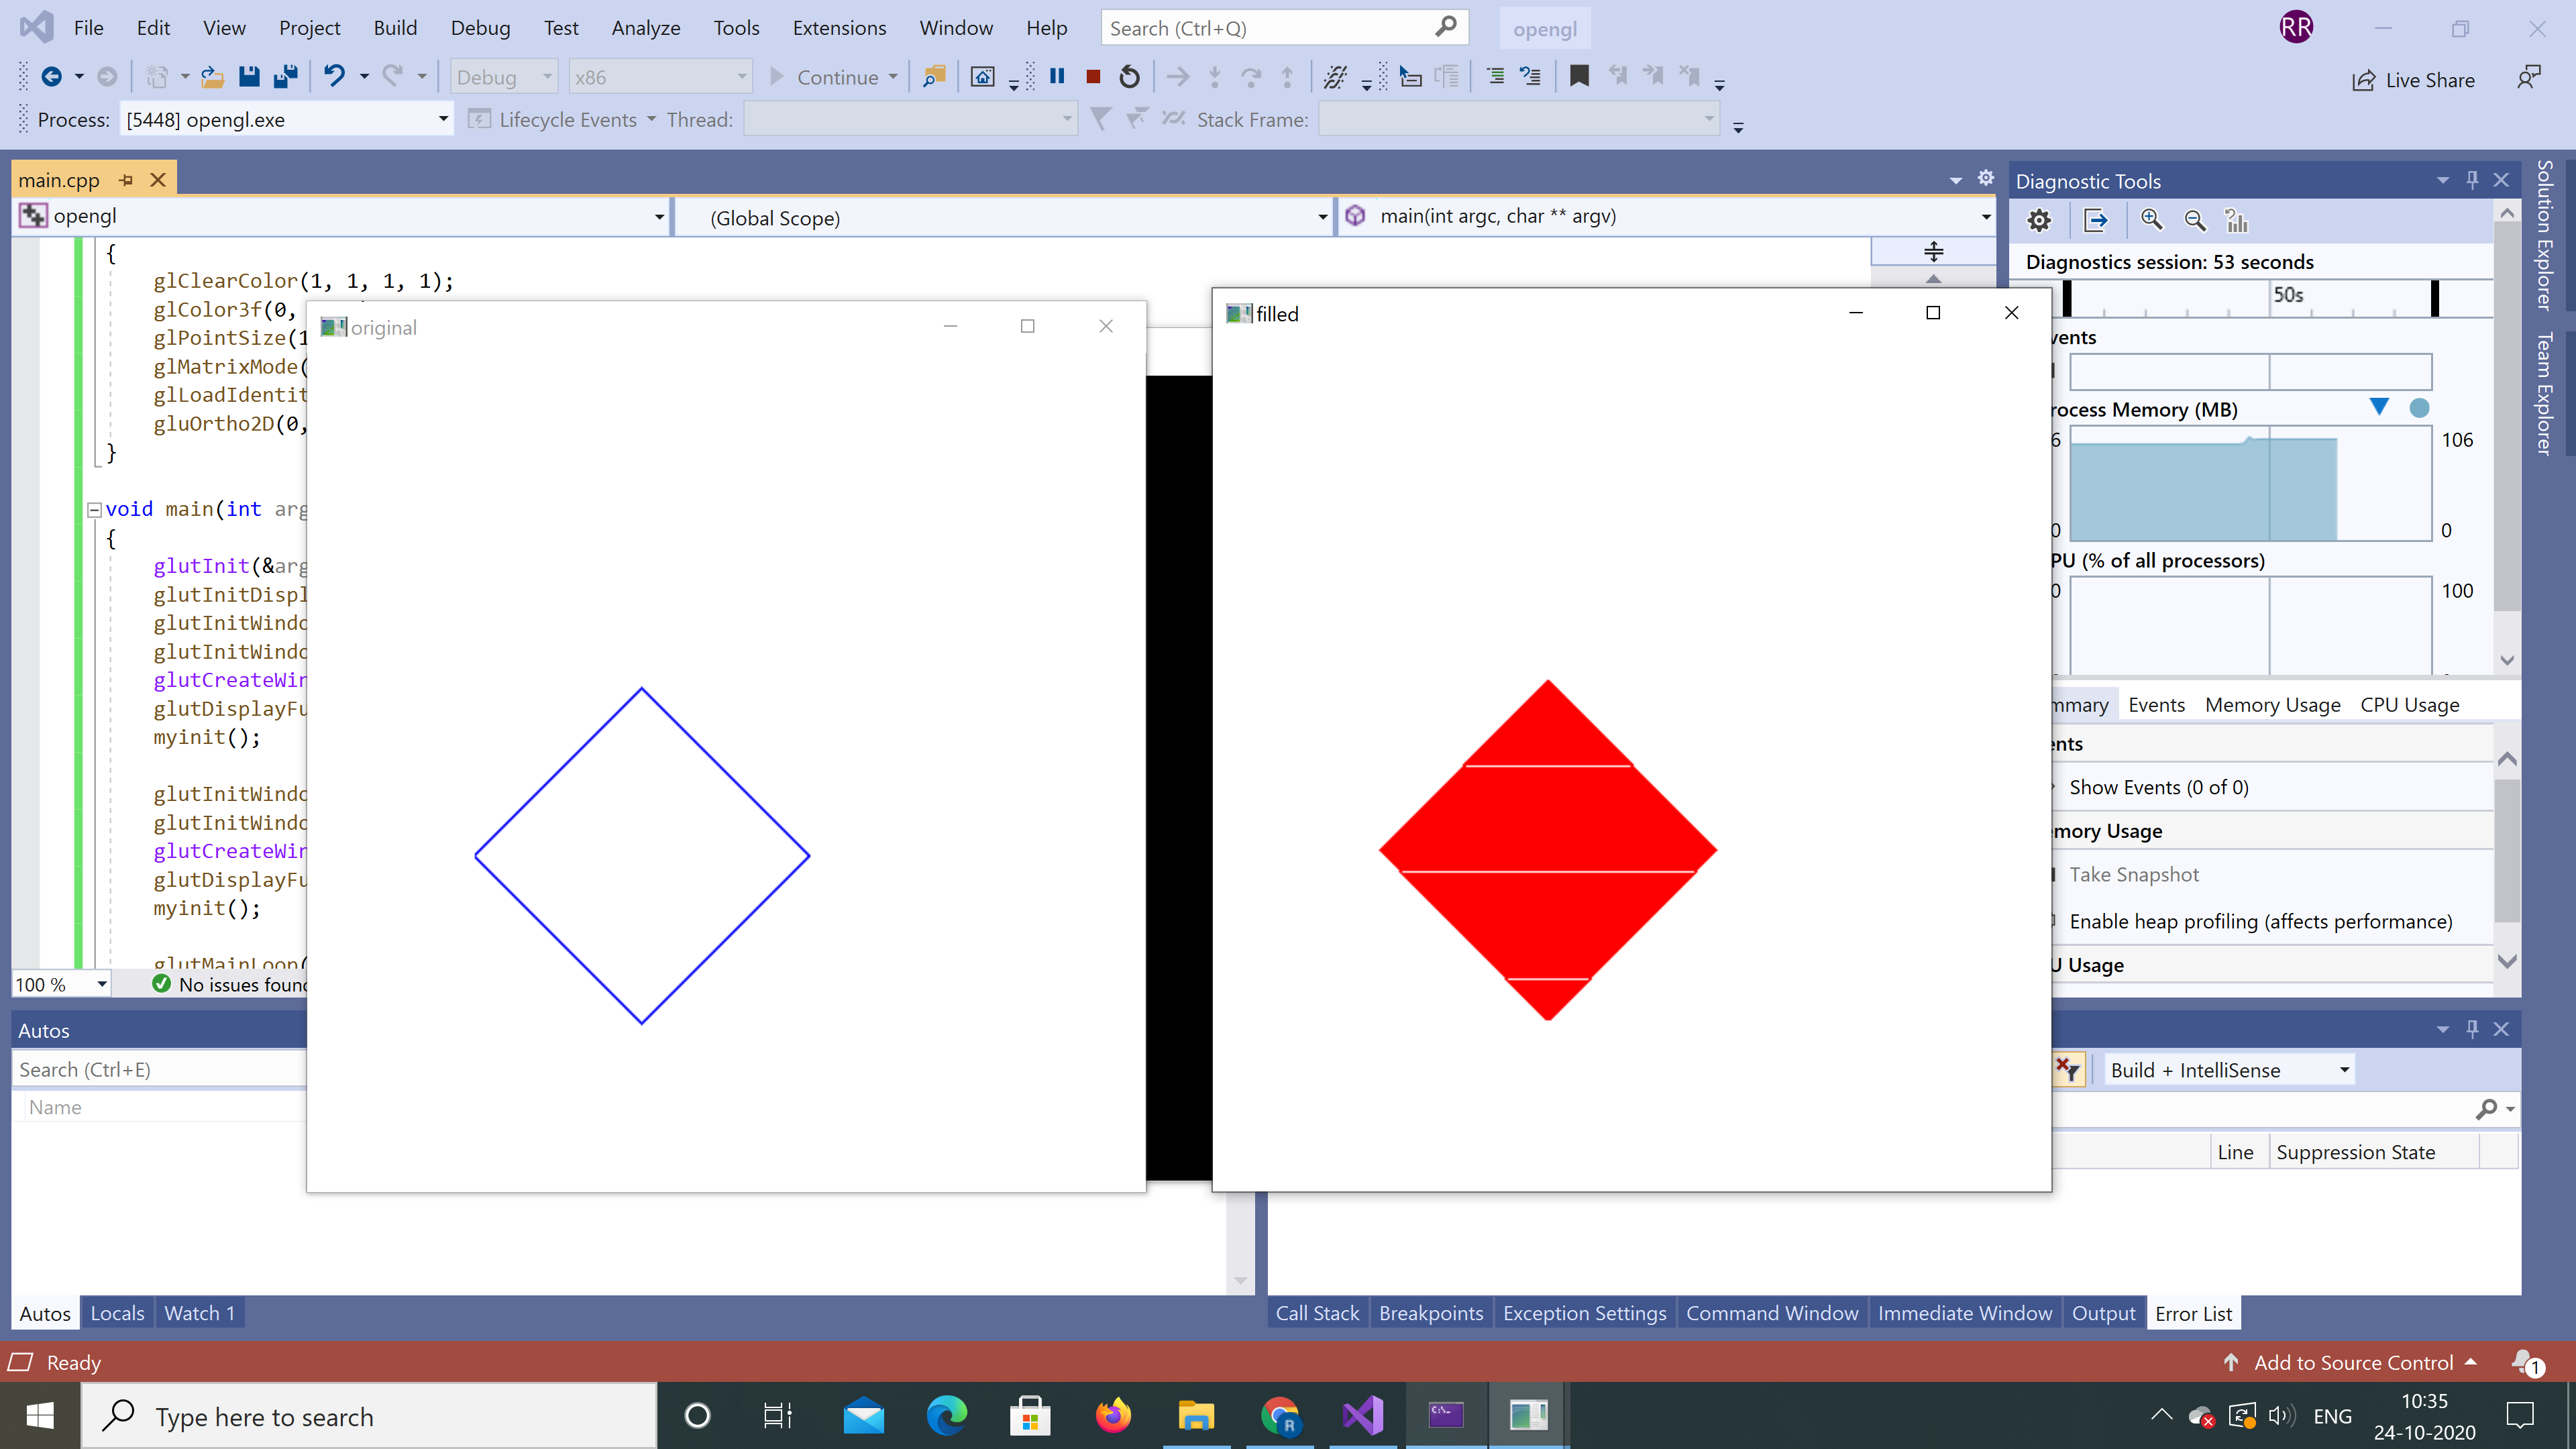 File Edit View Project Build Debug Test Analyze Tools Extensions Window Help Search (Ctrl+Q) opengl RR
Debug x86 Continue Live Share
Process: [5448] opengl.exe Lifecycle Events Thread: Stack Frame:
main.cpp
opengl (Global Scope) main(int argc, char ** argv)
{
glClearColor(1, 1, 1, 1);
glColor3f(0,
glPointSize(1
glMatrixMode(
glLoadIdentit
gluOrtho2D(0,
}
void main(int arg
{
glutInit(&arg
glutInitDispl
glutInitWindo
glutInitWindo
glutCreateWin
glutDisplayFu
myinit();
glutInitWindo
glutInitWindo
glutCreateWin
glutDisplayFu
myinit();
glutMainLoop(
100 % No issues found
original
filled
Diagnostic Tools
Diagnostics session: 53 seconds
50s
vents
rocess Memory (MB)
6 106
0 0
PU (% of all processors)
0 100
mmary Events Memory Usage CPU Usage
ents
Show Events (0 of 0)
emory Usage
Take Snapshot
Enable heap profiling (affects performance)
U Usage
Solution Explorer
Team Explorer
Autos
Search (Ctrl+E)
Name
Build + IntelliSense
Line Suppression State
Autos Locals Watch 1
Call Stack Breakpoints Exception Settings Command Window Immediate Window Output Error List
Ready Add to Source Control 1
Type here to search
ENG
10:35
24-10-2020